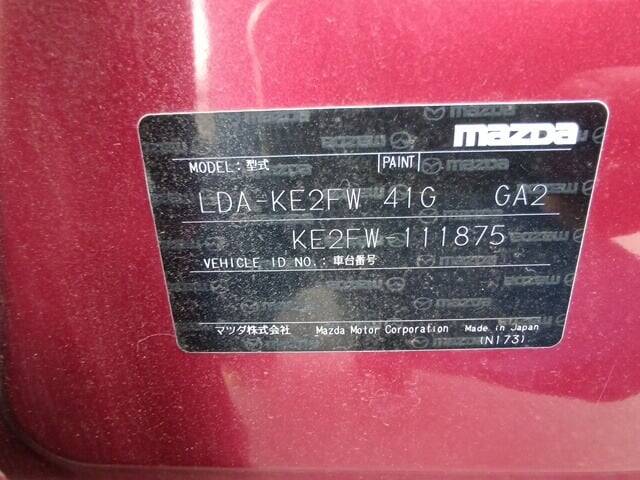 mazda
MODEL:型式 PAINT
LDA-KE2FW 41G GA2
KE2FW-111875
VEHICLE ID NO.:車台番号
マツダ株式会社 Mazda Motor Corporation Made in Japan
(N173)